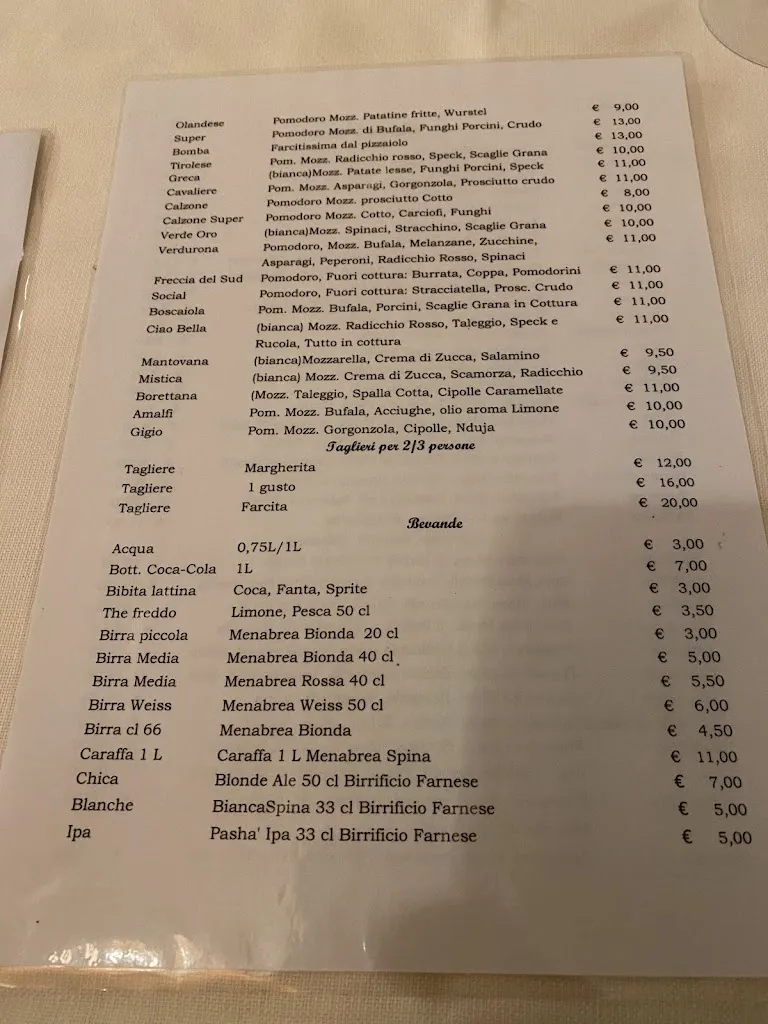 Olandese Pomodoro Mozz. Patatine fritte, Wurstel € 9,00
Super Pomodoro Mozz. di Bufala, Funghi Porcini, Crudo € 13,00
Bomba Farcitissima dal pizzaiolo € 13,00
Tirolese Pom. Mozz. Radicchio rosso, Speck, Scaglie Grana € 10,00
Greca (bianca)Mozz. Patate lesse, Funghi Porcini, Speck € 11,00
Cavaliere Pom. Mozz. Asparagi, Gorgonzola, Prosciutto crudo € 11,00
Calzone Pomodoro Mozz. prosciutto Cotto € 8,00
Calzone Super Pomodoro Mozz. Cotto, Carciofi, Funghi € 10,00
Verde Oro (bianca)Mozz. Spinaci, Stracchino, Scaglie Grana € 10,00
Verdurona Pomodoro, Mozz. Bufala, Melanzane, Zucchine, € 11,00
Asparagi, Peperoni, Radicchio Rosso, Spinaci
Freccia del Sud Pomodoro, Fuori cottura: Burrata, Coppa, Pomodorini € 11,00
Social Pomodoro, Fuori cottura: Stracciatella, Prosc. Crudo € 11,00
Boscaiola Pom. Mozz. Bufala, Porcini, Scaglie Grana in Cottura € 11,00
Ciao Bella (bianca) Mozz. Radicchio Rosso, Taleggio, Speck e € 11,00
Rucola, Tutto in cottura
Mantovana (bianca)Mozzarella, Crema di Zucca, Salamino € 9,50
Mistica (bianca) Mozz. Crema di Zucca, Scamorza, Radicchio € 9,50
Borettana (Mozz. Taleggio, Spalla Cotta, Cipolle Caramellate € 11,00
Amalfi Pom. Mozz. Bufala, Acciughe, olio aroma Limone € 10,00
Gigio Pom. Mozz. Gorgonzola, Cipolle, Nduja € 10,00
Taglieri per 2/3 persone
Tagliere Margherita € 12,00
Tagliere 1 gusto € 16,00
Tagliere Farcita € 20,00
Bevande
Acqua 0,75L/1L € 3,00
Bott. Coca-Cola 1L € 7,00
Bibita lattina Coca, Fanta, Sprite € 3,00
The freddo Limone, Pesca 50 cl € 3,50
Birra piccola Menabrea Bionda 20 cl € 3,00
Birra Media Menabrea Bionda 40 cl € 5,00
Birra Media Menabrea Rossa 40 cl € 5,50
Birra Weiss Menabrea Weiss 50 cl € 6,00
Birra cl 66 Menabrea Bionda € 4,50
Caraffa 1 L Caraffa 1 L Menabrea Spina € 11,00
Chica Blonde Ale 50 cl Birrificio Farnese € 7,00
Blanche BiancaSpina 33 cl Birrificio Farnese € 5,00
Ipa Pasha' Ipa 33 cl Birrificio Farnese € 5,00